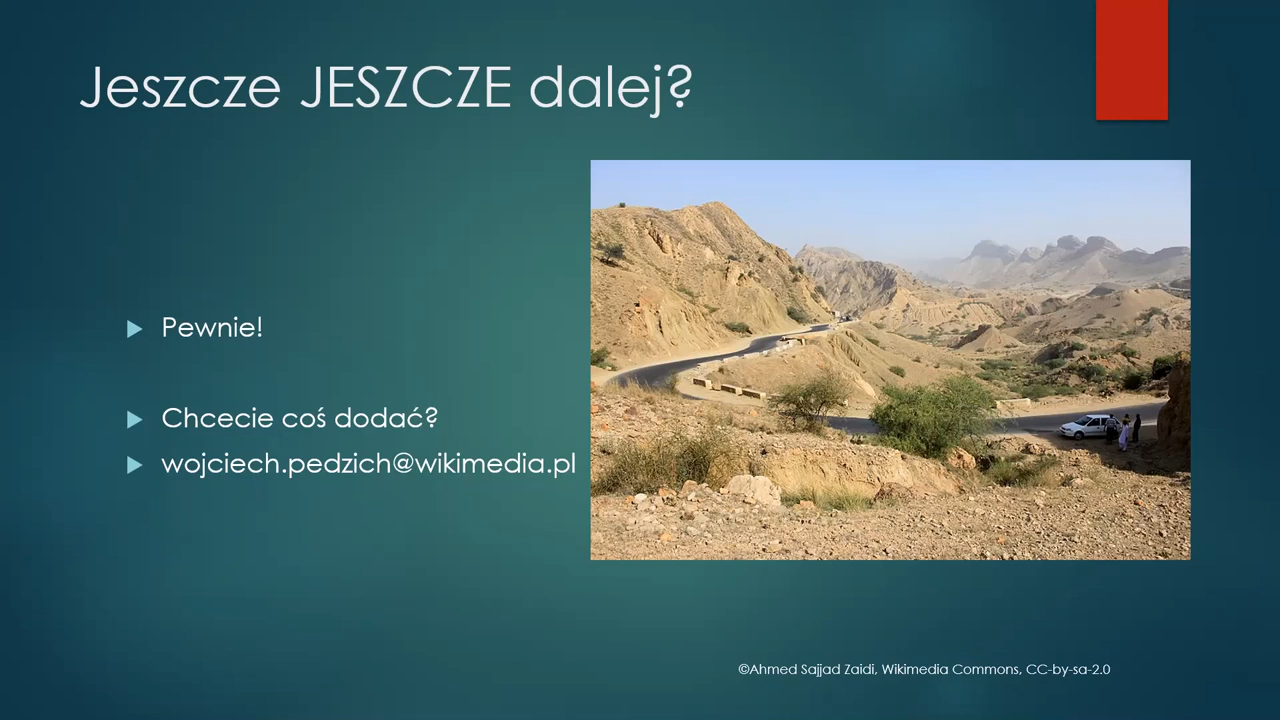 Jeszcze JESZCZE dalej?
Pewnie!
Chcecie coś dodać?
wojciech.pedzich@wikimedia.pl
©Ahmed Sajjad Zaidi, Wikimedia Commons, CC-by-sa-2.0